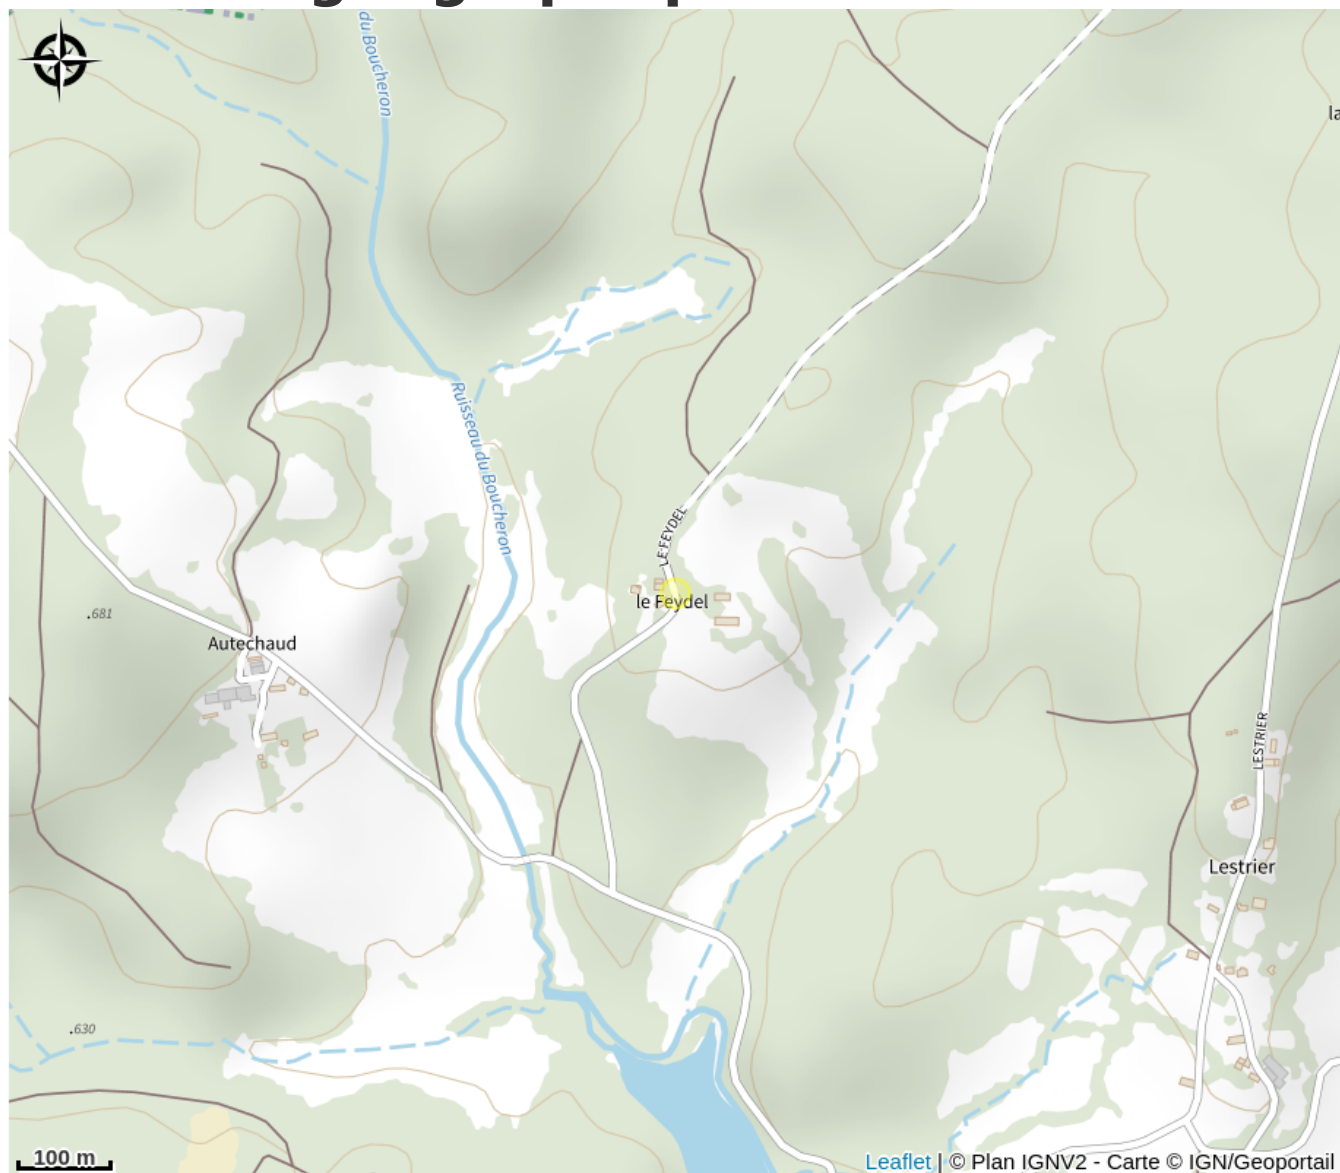 du Boucheron
la
Ruisseau du Boucheron
LE FEYDEL
le Feydel
.681
Autechaud
LESTRIER
Lestrier
.630
100 m
Leaflet | © Plan IGNV2 - Carte © IGN/Geoportail